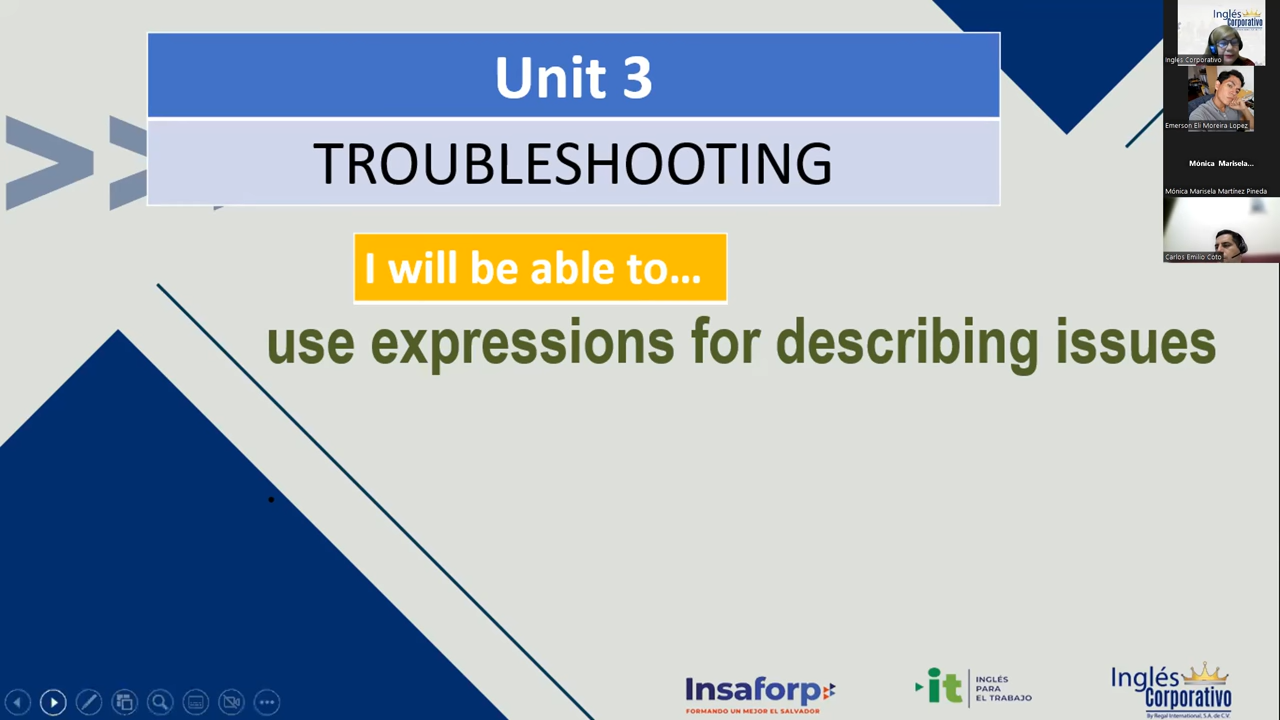 Unit 3
TROUBLESHOOTING
I will be able to...
use expressions for describing issues
Inglés
Corporativo
Inglés Corporativo
Emerson Eli Moreira Lopez
Mónica Marisela...
Mónica Marisela Martínez Pineda
Carlos Emilio Coto
Insaforp
FORMANDO UN MEJOR EL SALVADOR
it
INGLÉS
PARA
EL TRABAJO
Inglés
Corporativo
By Regal International, S.A. de C.V.